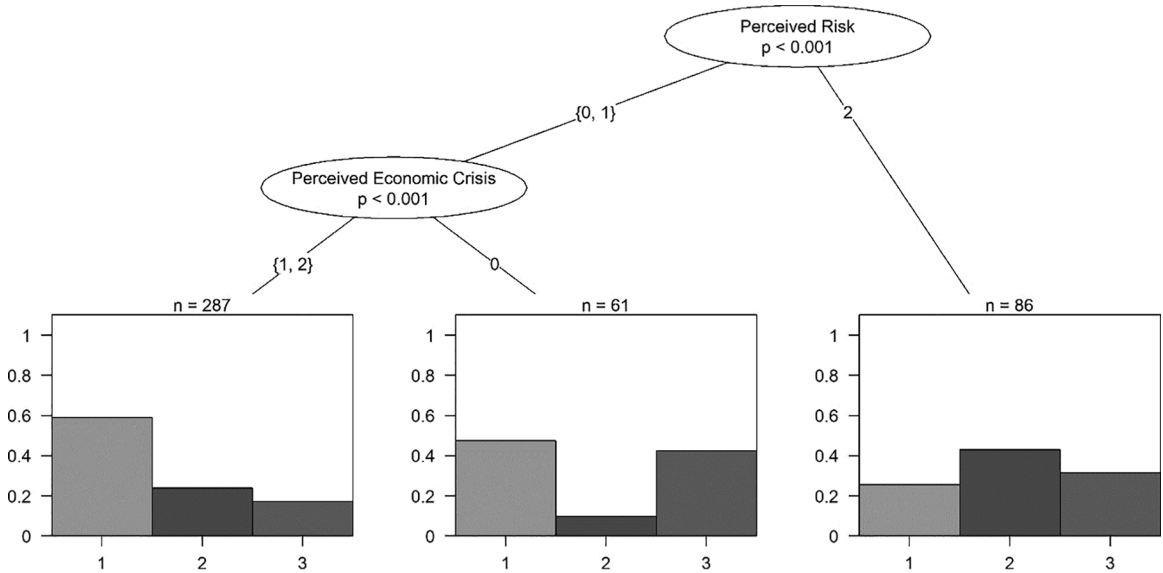 Perceived Risk
p < 0.001
{0, 1}
2
Perceived Economic Crisis
p < 0.001
{1, 2}
0
n = 287
1
0.8
0.6
0.4
0.2
0
1 2 3
n = 61
1
0.8
0.6
0.4
0.2
0
1 2 3
n = 86
1
0.8
0.6
0.4
0.2
0
1 2 3